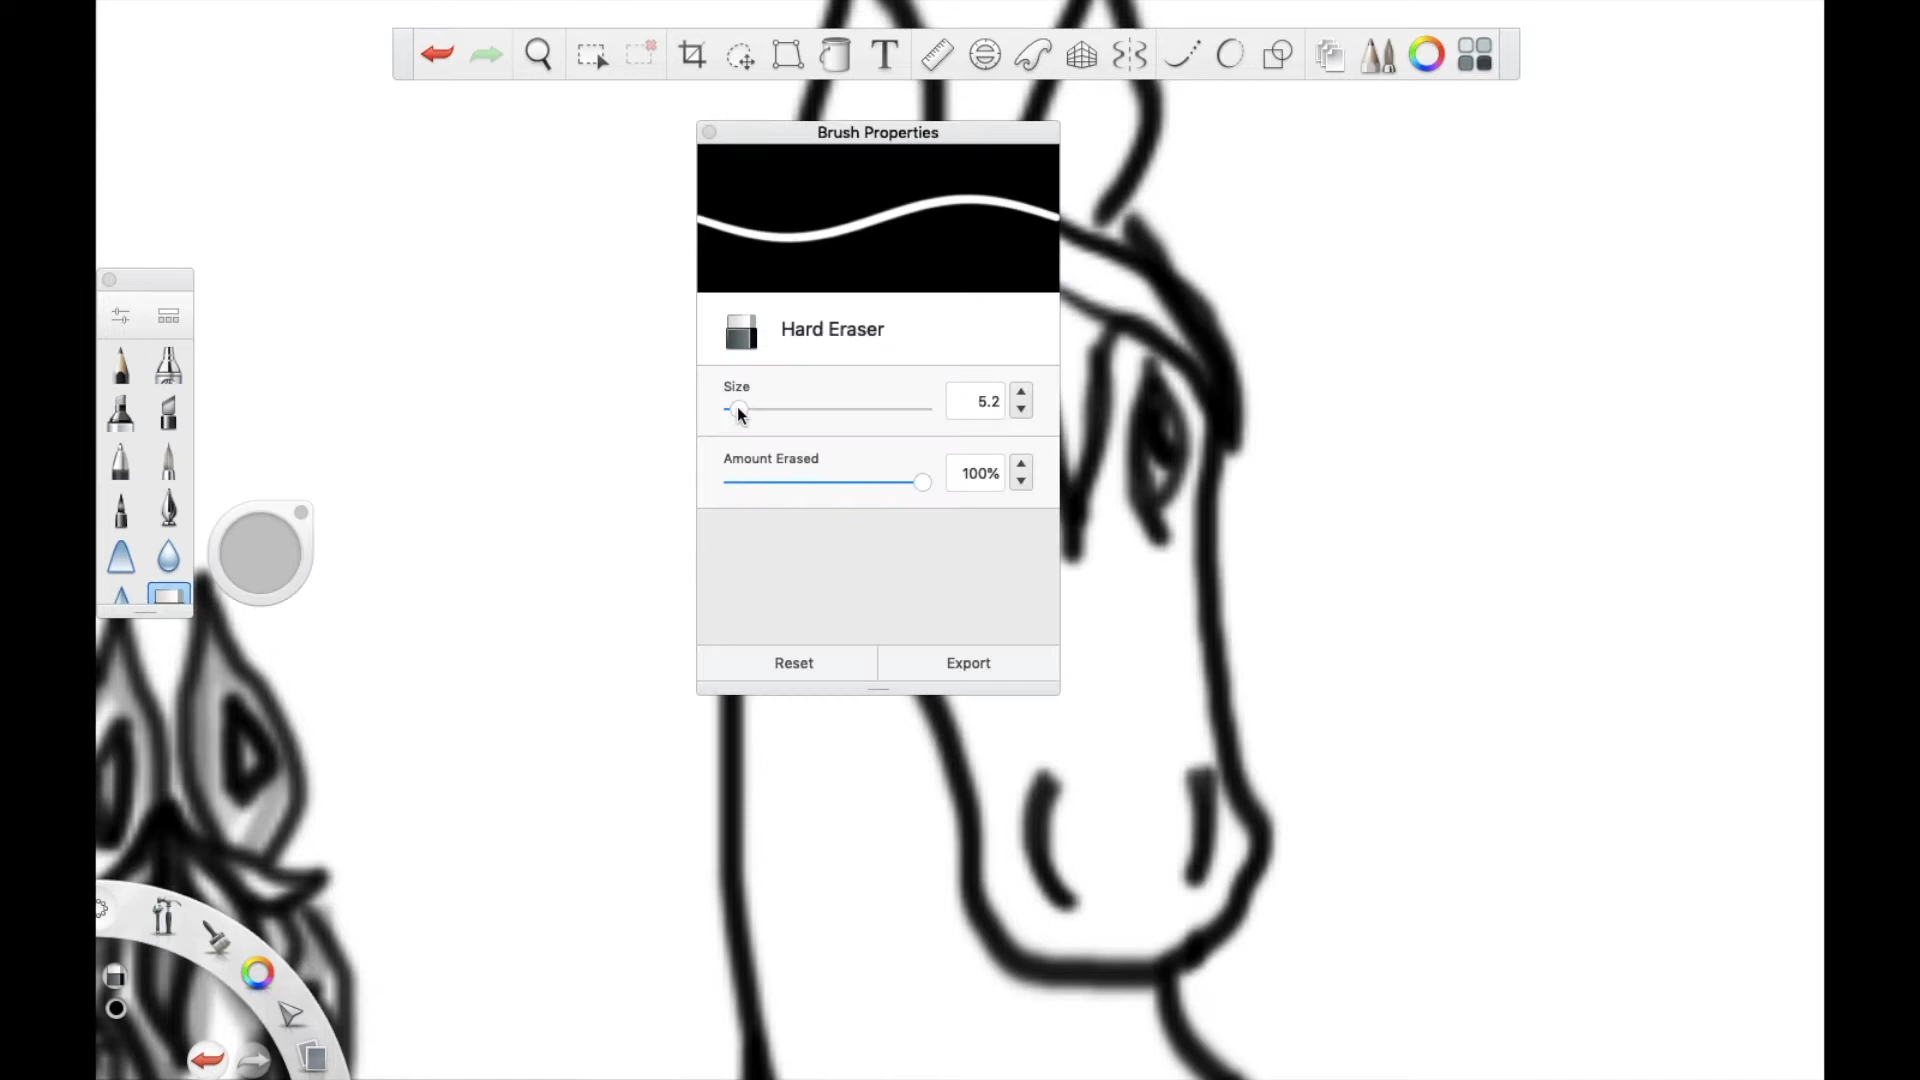 T
Brush Properties
Hard Eraser
Size
5.2
Amount Erased
100%
Reset
Export